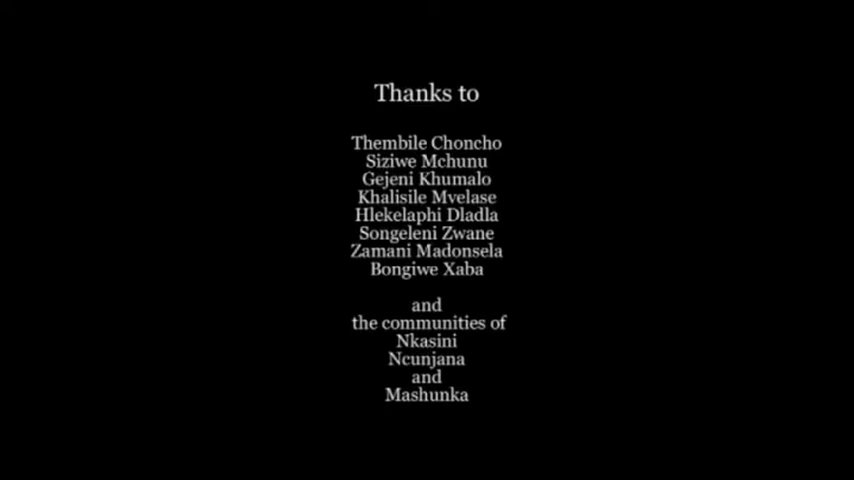 Thanks to
Thembile Choncho
Siziwe Mchunu
Gejeni Khumalo
Khalisile Mvelase
Hlekelaphi Dladla
Songeleni Zwane
Zamani Madonsela
Bongiwe Xaba
and
the communities of
Nkasini
Ncunjana
and
Mashunka